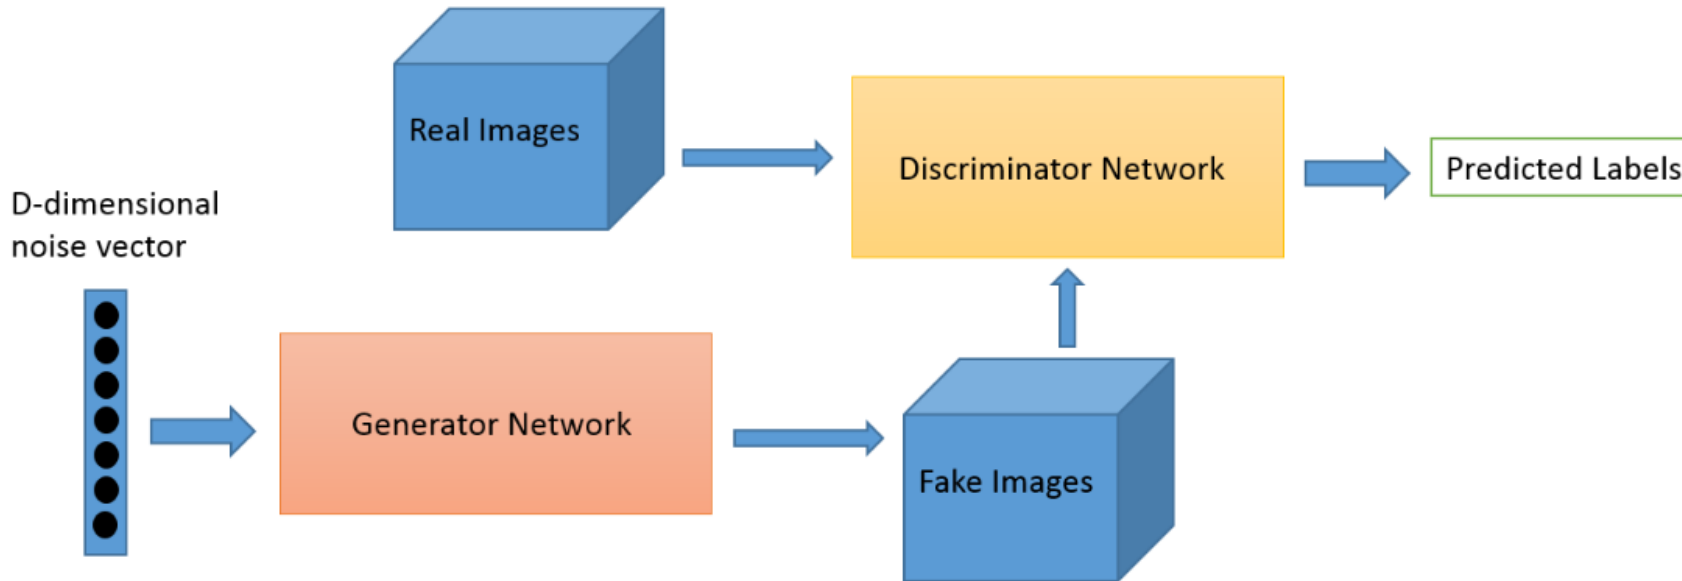 Real Images
Discriminator Network
Predicted Labels
D-dimensional
noise vector
Generator Network
Fake Images